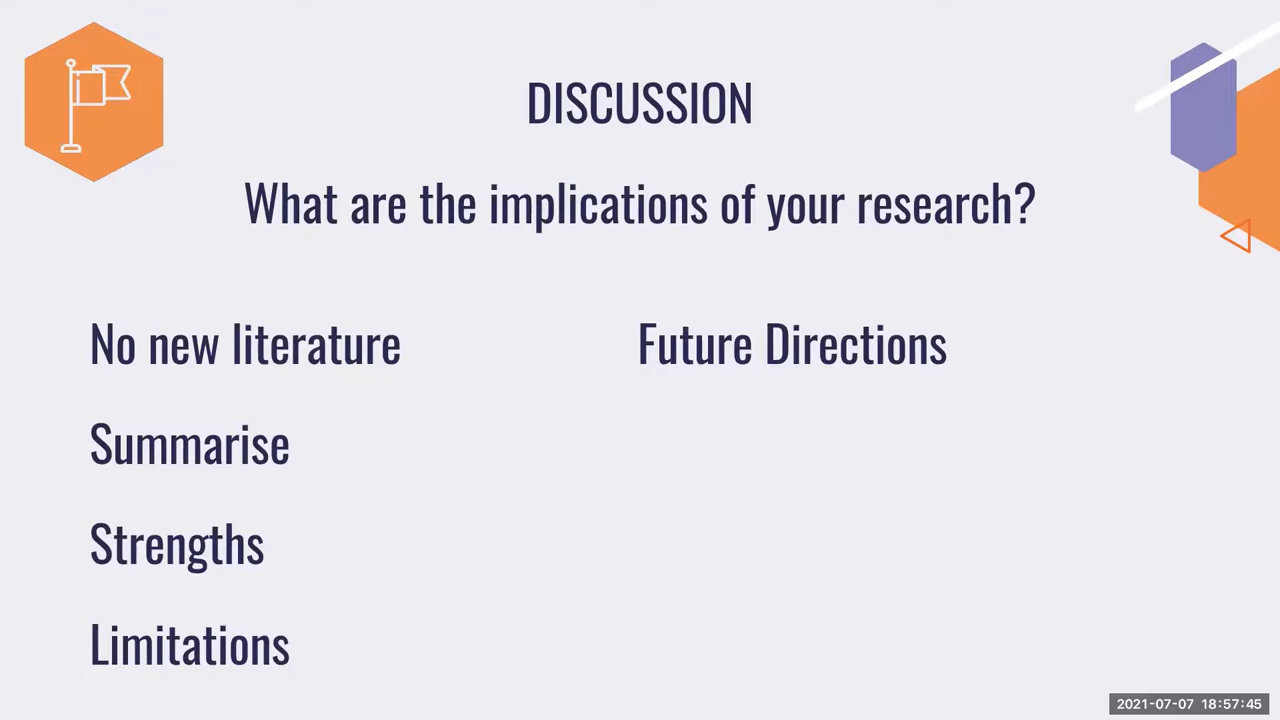 DISCUSSION
What are the implications of your research?
No new literature
Summarise
Strengths
Limitations
Future Directions
2021-07-07 18:57:45